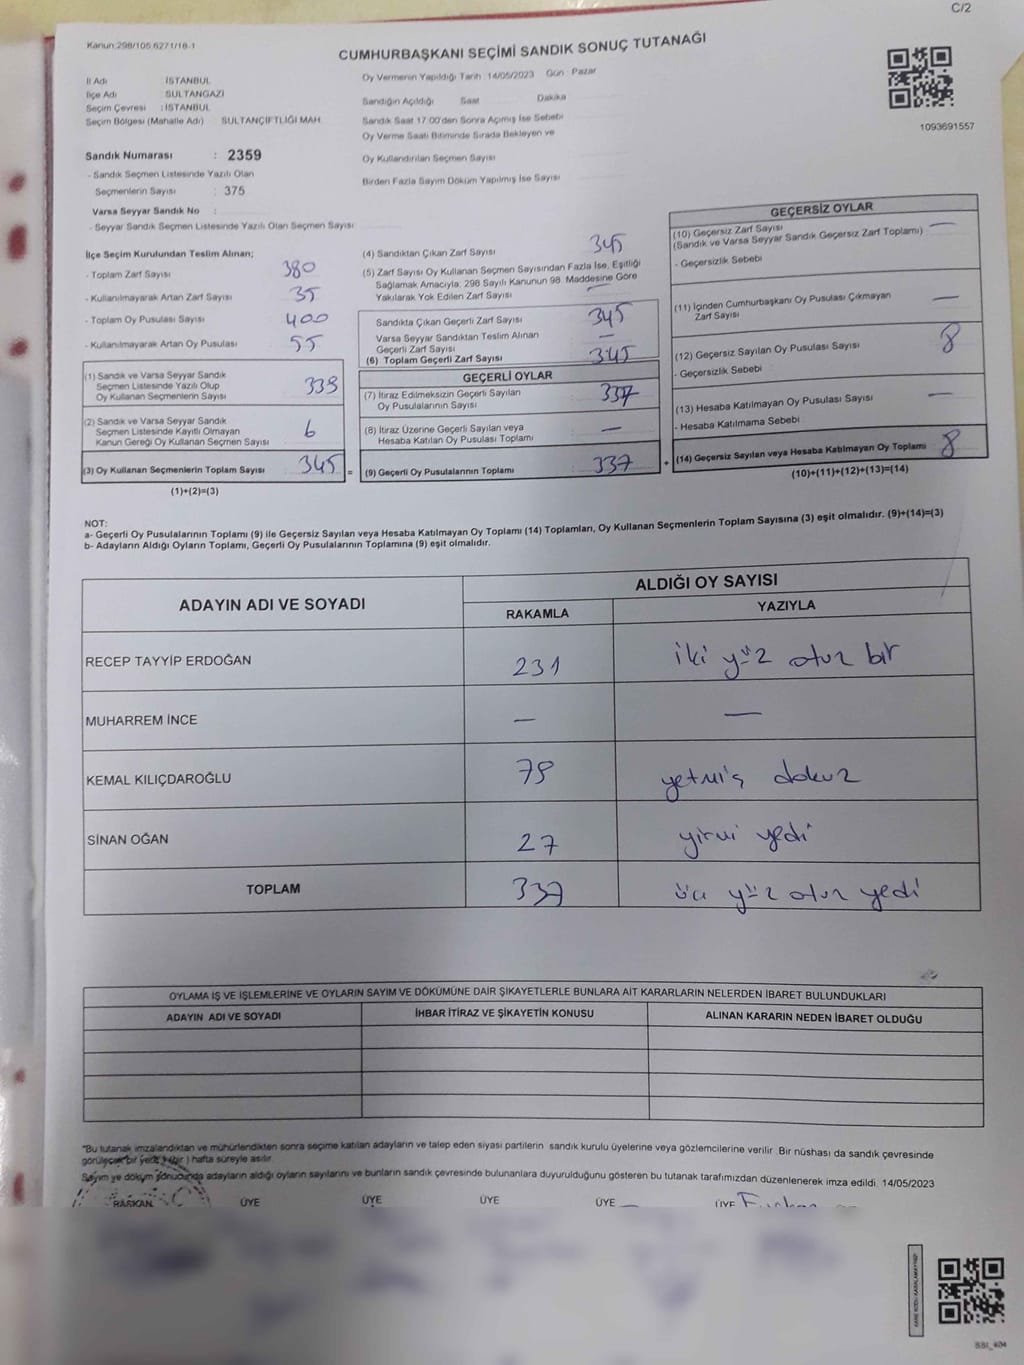 C/2
Kanun:298/105.6271/18-1
CUMHURBAŞKANI SEÇİMİ SANDIK SONUÇ TUTANAĞI
1093691557
İl Adı İSTANBUL
İlçe Adı SULTANGAZİ
Seçim Çevresi : İSTANBUL
Seçim Bölgesi (Mahalle Adı) SULTANÇİFTLİĞİ MAH.
Sandık Numarası : 2359
- Sandık Seçmen Listesinde Yazılı Olan
Seçmenlerin Sayısı : 375
Varsa Seyyar Sandık No :
- Seyyar Sandık Seçmen Listesinde Yazılı Olan Seçmen Sayısı
Oy Vermenin Yapıldığı Tarih :14/05/2023 Gün : Pazar
Sandığın Açıldığı Saat Dakika
Sandık Saat 17:00'den Sonra Açmış İse Sebebi
Oy Verme Saati Bitiminde Sırada Bekleyen ve
Oy Kullandırılan Seçmen Sayısı
Birden Fazla Sayım Döküm Yapılmış İse Sayısı
İlçe Seçim Kurulundan Teslim Alınan;
- Toplam Zarf Sayısı 380
- Kullanılmayarak Artan Zarf Sayısı 35
- Toplam Oy Pusulası Sayısı 400
- Kullanılmayarak Artan Oy Pusulası 55
(1) Sandık ve Varsa Seyyar Sandık
Seçmen Listesinde Yazılı Olup
Oy Kullanan Seçmenlerin Sayısı 339
(2) Sandık ve Varsa Seyyar Sandık
Seçmen Listesinde Kayıtlı Olmayan
Kanun Gereği Oy Kullanan Seçmen Sayısı 6
(3) Oy Kullanan Seçmenlerin Toplam Sayısı 345 =
(1)+(2)=(3)
(4) Sandıktan Çıkan Zarf Sayısı 345
(5) Zarf Sayısı Oy Kullanan Seçmen Sayısından Fazla İse, Eşitliği
Sağlamak Amacıyla, 298 Sayılı Kanunun 98. Maddesine Göre
Yakılarak Yok Edilen Zarf Sayısı —
Sandıkta Çıkan Geçerli Zarf Sayısı 345
Varsa Seyyar Sandıktan Teslim Alınan
Geçerli Zarf Sayısı —
(6) Toplam Geçerli Zarf Sayısı 345
GEÇERLİ OYLAR
(7) İtiraz Edilmeksizin Geçerli Sayılan
Oy Pusulalarının Sayısı 337
(8) İtiraz Üzerine Geçerli Sayılan veya
Hesaba Katılan Oy Pusulası Toplamı —
(9) Geçerli Oy Pusulalarının Toplamı : 337 +
GEÇERSİZ OYLAR
(10) Geçersiz Zarf Sayısı —
(Sandık ve Varsa Seyyar Sandık Geçersiz Zarf Toplamı)
- Geçersizlik Sebebi
(11) İçinden Cumhurbaşkanı Oy Pusulası Çıkmayan
Zarf Sayısı —
(12) Geçersiz Sayılan Oy Pusulası Sayısı 8
- Geçersizlik Sebebi
(13) Hesaba Katılmayan Oy Pusulası Sayısı —
- Hesaba Katılmama Sebebi
(14) Geçersiz Sayılan veya Hesaba Katılmayan Oy Toplamı 8
(10)+(11)+(12)+(13)=(14)
NOT:
a- Geçerli Oy Pusulalarının Toplamı (9) ile Geçersiz Sayılan veya Hesaba Katılmayan Oy Toplamı (14) Toplamları, Oy Kullanan Seçmenlerin Toplam Sayısına (3) eşit olmalıdır. (9)+(14)=(3)
b- Adayların Aldığı Oyların Toplamı, Geçerli Oy Pusulalarının Toplamına (9) eşit olmalıdır.
ADAYIN ADI VE SOYADI ALDIĞI OY SAYISI
RAKAMLA YAZIYLA
RECEP TAYYİP ERDOĞAN 231 iki yüz otuz bir
MUHARREM İNCE — —
KEMAL KILIÇDAROĞLU 79 yetmiş dokuz
SİNAN OĞAN 27 yirmi yedi
TOPLAM 337 üç yüz otuz yedi
OYLAMA İŞ VE İŞLEMLERİNE VE OYLARIN SAYIM VE DÖKÜMÜNE DAİR ŞİKAYETLERLE BUNLARA AİT KARARLARIN NELERDEN İBARET BULUNDUKLARI
ADAYIN ADI VE SOYADI İHBAR İTİRAZ VE ŞİKAYETİN KONUSU ALINAN KARARIN NEDEN İBARET OLDUĞU
*Bu tutanak imzalandıktan ve mühürlendikten sonra seçime katılan adayların ve talep eden siyasi partilerin sandık kurulu üyelerine veya gözlemcilerine verilir. Bir nüshası da sandık çevresinde
görülecek bir yere 1 (bir ) hafta süreyle asılır.
Sayım ve döküm sonucunda adayların aldığı oyların sayılarını ve bunların sandık çevresinde bulunanlara duyurulduğunu gösteren bu tutanak tarafımızdan düzenlenerek imza edildi. 14/05/2023
BAŞKAN ÜYE ÜYE ÜYE ÜYE ÜYE